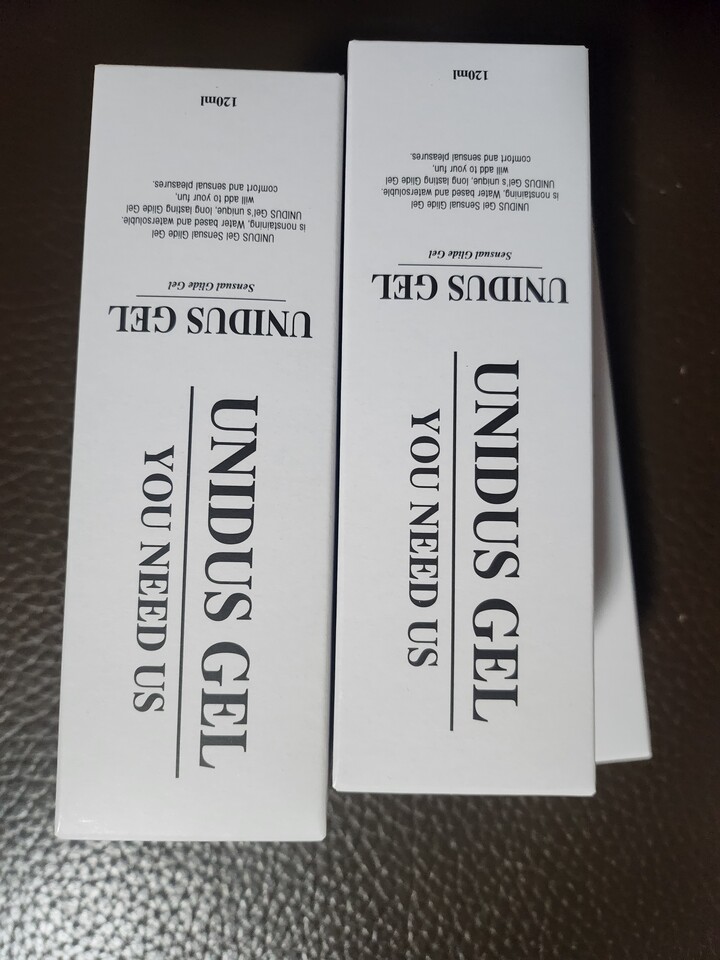 UNIDUS GEL
YOU NEED US
UNIDUS GEL
Sensual Glide Gel
UNIDUS Gel Sensual Glide Gel
is nonstaining, Water based and watersoluble.
UNIDUS Gel's unique, long lasting Glide Gel
will add to your fun,
comfort and sensual pleasures.
120ml
UNIDUS GEL
YOU NEED US
UNIDUS GEL
Sensual Glide Gel
UNIDUS Gel Sensual Glide Gel
is nonstaining, Water based and watersoluble.
UNIDUS Gel's unique, long lasting Glide Gel
will add to your fun,
comfort and sensual pleasures.
120ml